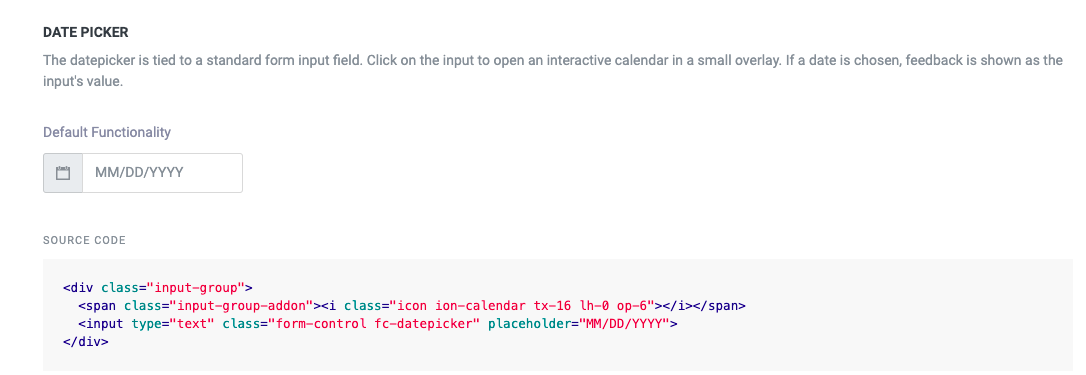 DATE PICKER
The datepicker is tied to a standard form input field. Click on the input to open an interactive calendar in a small overlay. If a date is chosen, feedback is shown as the
input's value.
Default Functionality
MM/DD/YYYY
SOURCE CODE
<div class="input-group">
  <span class="input-group-addon"><i class="icon ion-calendar tx-16 lh-0 op-6"></i></span>
  <input type="text" class="form-control fc-datepicker" placeholder="MM/DD/YYYY">
</div>